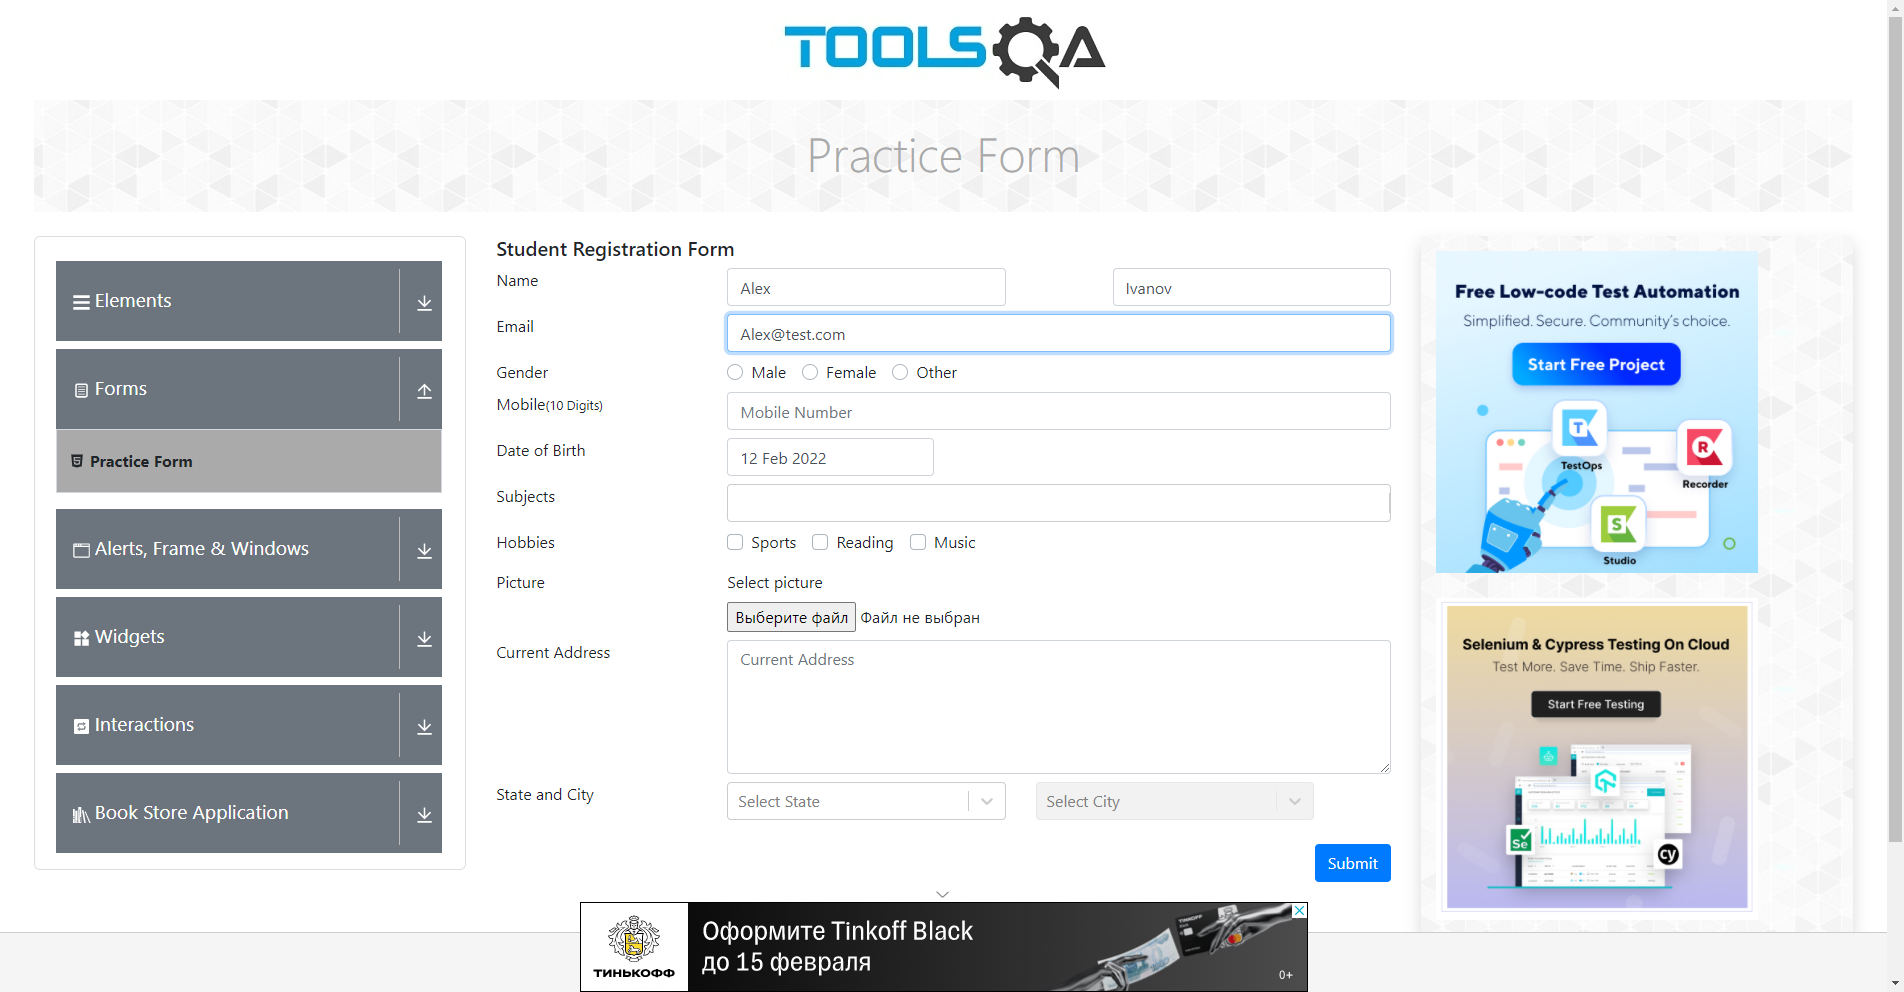 TOOLSQA
Practice Form
Elements
Forms
Practice Form
Alerts, Frame & Windows
Widgets
Interactions
Book Store Application
Student Registration Form
Name
Alex
Ivanov
Email
Alex@test.com
Gender
Male
Female
Other
Mobile(10 Digits)
Mobile Number
Date of Birth
12 Feb 2022
Subjects
Hobbies
Sports
Reading
Music
Picture
Select picture
Выберите файл
Файл не выбран
Current Address
Current Address
State and City
Select State
Select City
Submit
Free Low-code Test Automation
Simplified. Secure. Community's choice.
Start Free Project
T
TestOps
R
Recorder
S
Studio
Selenium & Cypress Testing On Cloud
Test More. Save Time. Ship Faster.
Start Free Testing
Se
cy
ТИНЬКОФФ
Оформите Tinkoff Black
до 15 февраля
0+